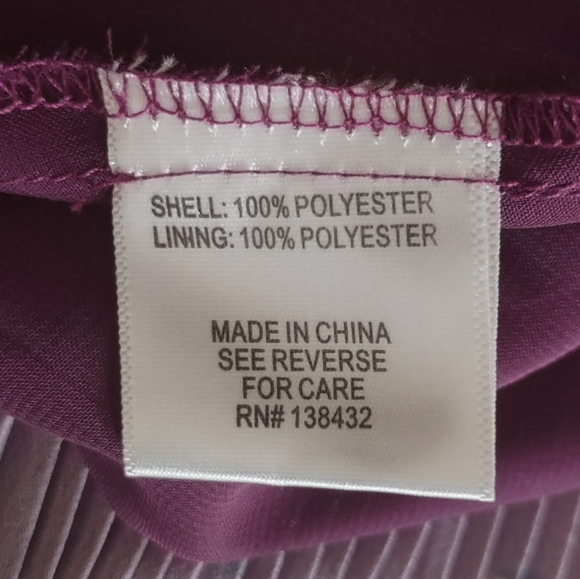 SHELL: 100% POLYESTER
LINING: 100% POLYESTER
MADE IN CHINA
SEE REVERSE
FOR CARE
RN# 138432